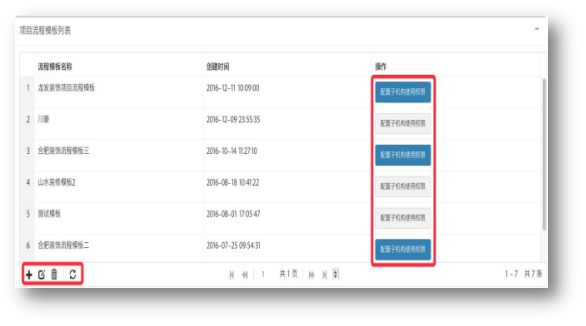 项目流程模板列表
流程模板名称 创建时间 操作
1 龙发装饰项目流程模板 2016-12-11 10:09:00 配置子机构使用权限
2 川豪 2016-12-09 23:55:35 配置子机构使用权限
3 合肥装饰流程模板三 2016-10-14 11:27:10 配置子机构使用权限
4 山水装修模板2 2016-08-18 10:41:22 配置子机构使用权限
5 测试模板 2016-08-01 17:05:47 配置子机构使用权限
6 合肥装饰流程模板二 2016-07-25 09:54:31 配置子机构使用权限
1 共1页 1-7 共7条